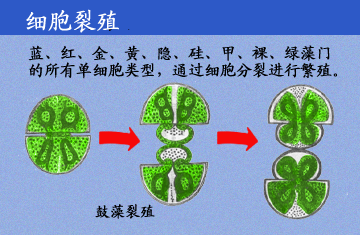 细胞裂殖
蓝、红、金、黄、隐、硅、甲、裸、绿藻门
的所有单细胞类型，通过细胞分裂进行繁殖。
鼓藻裂殖